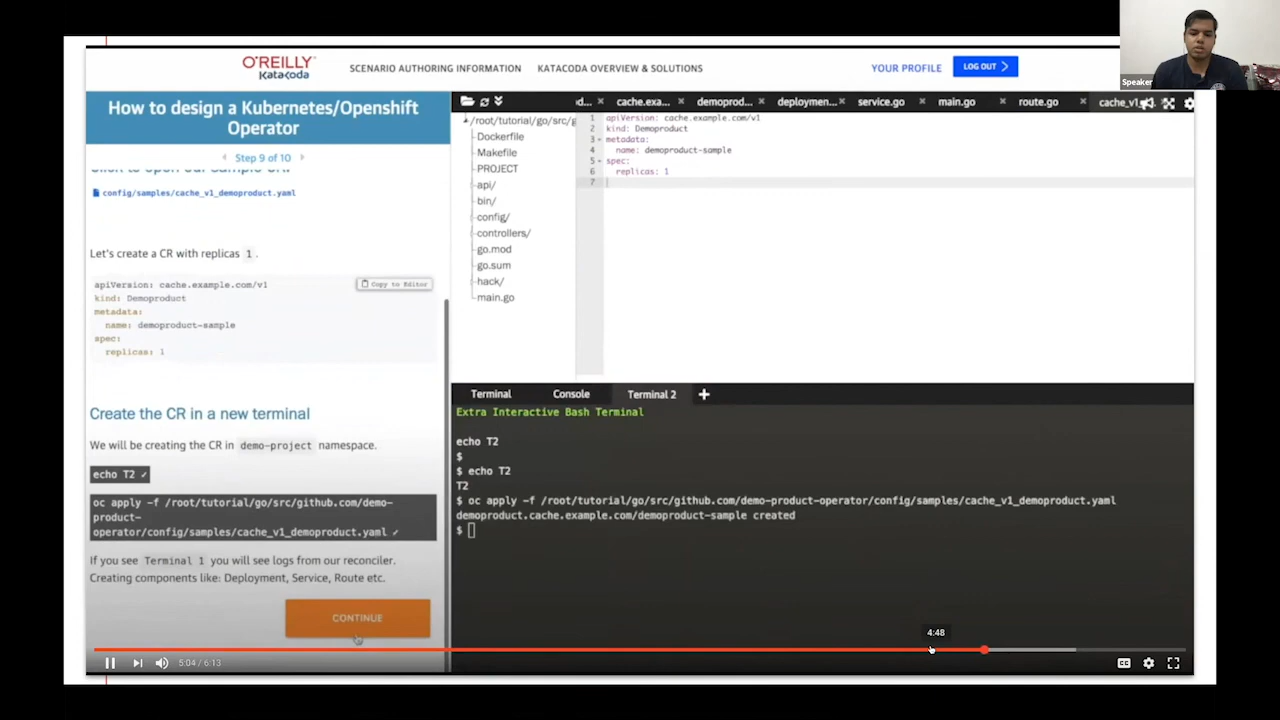 O'REILLY
Katacoda
SCENARIO AUTHORING INFORMATION
KATACODA OVERVIEW & SOLUTIONS
YOUR PROFILE
LOG OUT
Speaker
How to design a Kubernetes/Openshift
Operator
Step 9 of 10
Click to open our sample CR.
config/samples/cache_v1_demoproduct.yaml
Let's create a CR with replicas 1 .
apiVersion: cache.example.com/v1
Copy to Editor
kind: Demoproduct
metadata:
name: demoproduct-sample
spec:
replicas: 1
Create the CR in a new terminal
We will be creating the CR in demo-project namespace.
echo T2 ✓
oc apply -f /root/tutorial/go/src/github.com/demo-
product-
operator/config/samples/cache_v1_demoproduct.yaml ✓
If you see Terminal 1 you will see logs from our reconciler.
Creating components like: Deployment, Service, Route etc.
CONTINUE
d... × cache.exa... × demoprod... × deploymen... × service.go × main.go × route.go × cache_v1
/root/tutorial/go/src/g
Dockerfile
Makefile
PROJECT
api/
bin/
config/
controllers/
go.mod
go.sum
hack/
main.go
1 apiVersion: cache.example.com/v1
2 kind: Demoproduct
3 metadata:
4 name: demoproduct-sample
5 spec:
6 replicas: 1
7
Terminal
Console
Terminal 2
+
Extra Interactive Bash Terminal
echo T2
$
$ echo T2
T2
$ oc apply -f /root/tutorial/go/src/github.com/demo-product-operator/config/samples/cache_v1_demoproduct.yaml
demoproduct.cache.example.com/demoproduct-sample created
$
4:48
5:04 / 6:13
CC